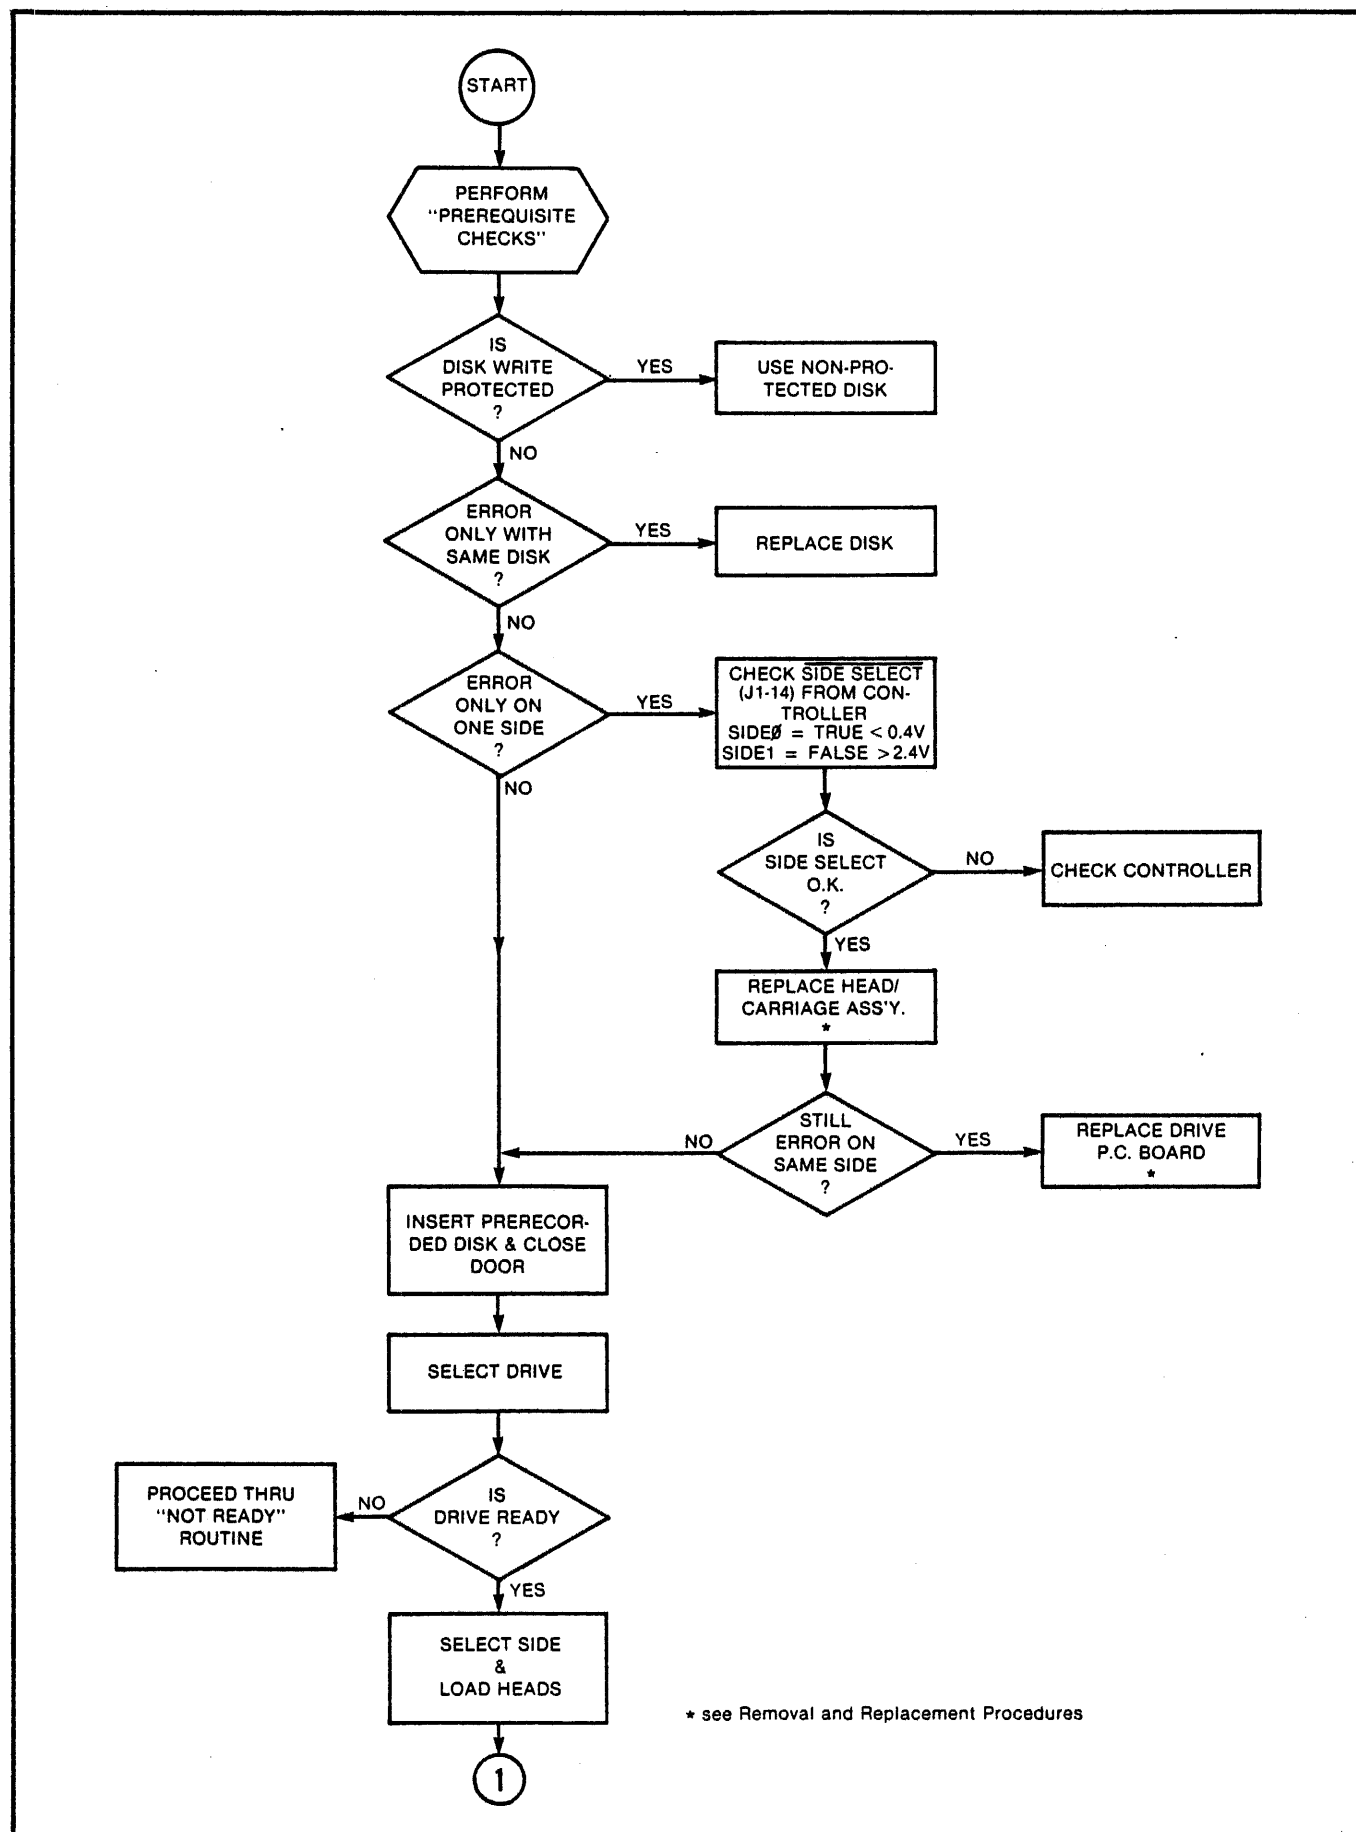 START
PERFORM
"PREREQUISITE
CHECKS"
IS
DISK WRITE
PROTECTED
?
YES
USE NON-PRO-
TECTED DISK
NO
ERROR
ONLY WITH
SAME DISK
?
YES
REPLACE DISK
NO
ERROR
ONLY ON
ONE SIDE
?
YES
CHECK SIDE SELECT
(J1-14) FROM CON-
TROLLER
SIDEØ = TRUE < 0.4V
SIDE1 = FALSE > 2.4V
NO
IS
SIDE SELECT
O.K.
?
NO
CHECK CONTROLLER
YES
REPLACE HEAD/
CARRIAGE ASS'Y.
*
STILL
ERROR ON
SAME SIDE
?
NO
YES
REPLACE DRIVE
P.C. BOARD
*
INSERT PRERECOR-
DED DISK & CLOSE
DOOR
SELECT DRIVE
IS
DRIVE READY
?
NO
PROCEED THRU
"NOT READY"
ROUTINE
YES
SELECT SIDE
&
LOAD HEADS
* see Removal and Replacement Procedures
1